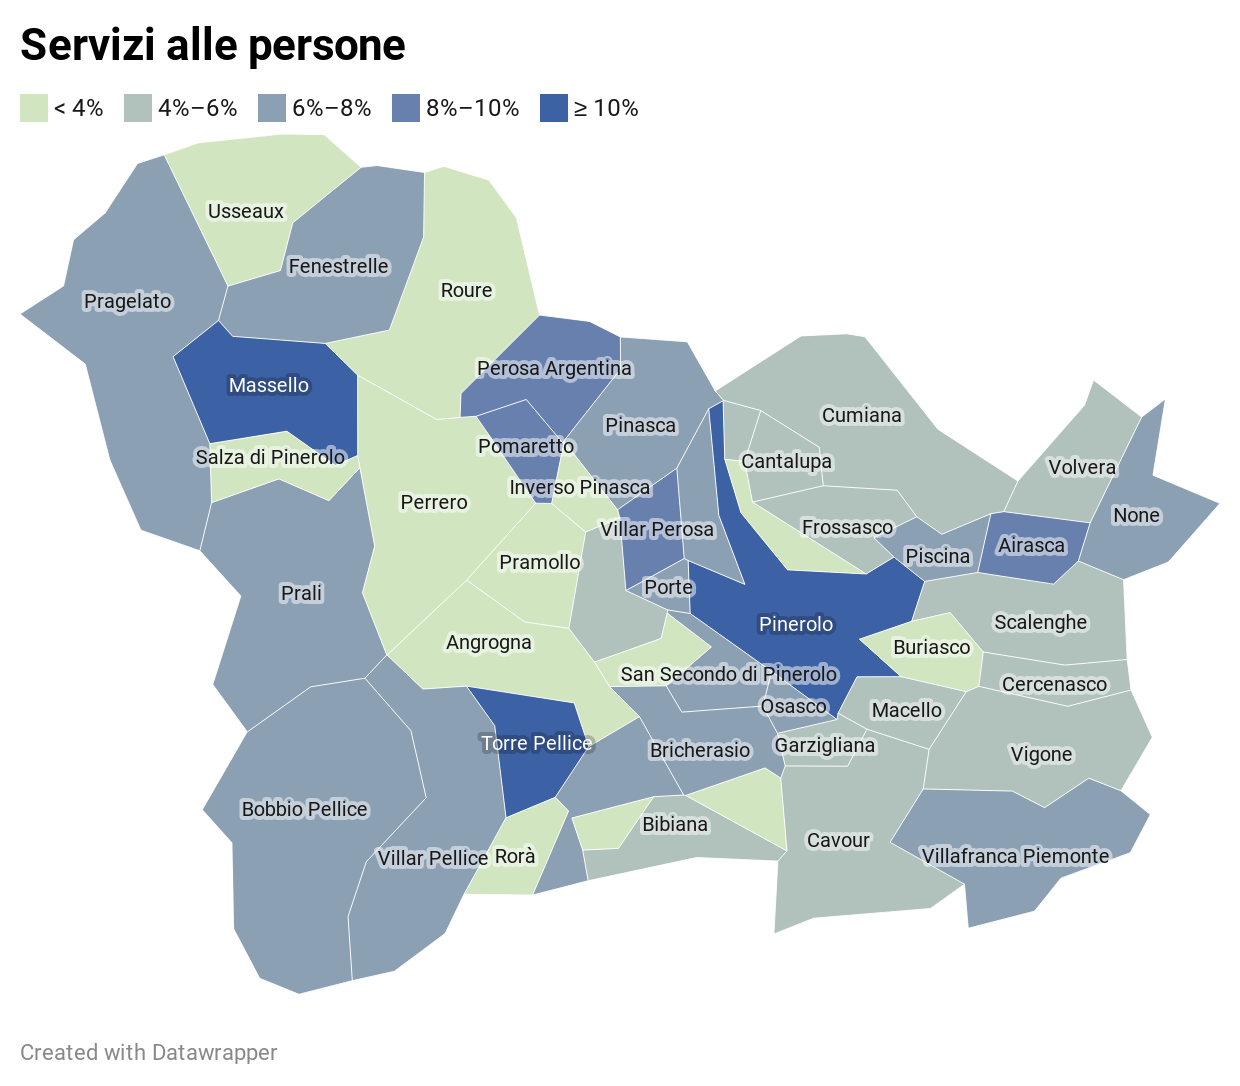 Servizi alle persone
< 4%
4%–6%
6%–8%
8%–10%
≥ 10%
Usseaux
Fenestrelle
Roure
Pragelato
Perosa Argentina
Massello
Cumiana
Pinasca
Pomaretto
Salza di Pinerolo
Cantalupa
Volvera
Inverso Pinasca
Perrero
None
Villar Perosa
Frossasco
Airasca
Piscina
Pramollo
Porte
Prali
Pinerolo
Scalenghe
Angrogna
Buriasco
San Secondo di Pinerolo
Cercenasco
Osasco
Macello
Torre Pellice
Bricherasio
Garzigliana
Vigone
Bobbio Pellice
Bibiana
Cavour
Villar Pellice
Rorà
Villafranca Piemonte
Created with Datawrapper